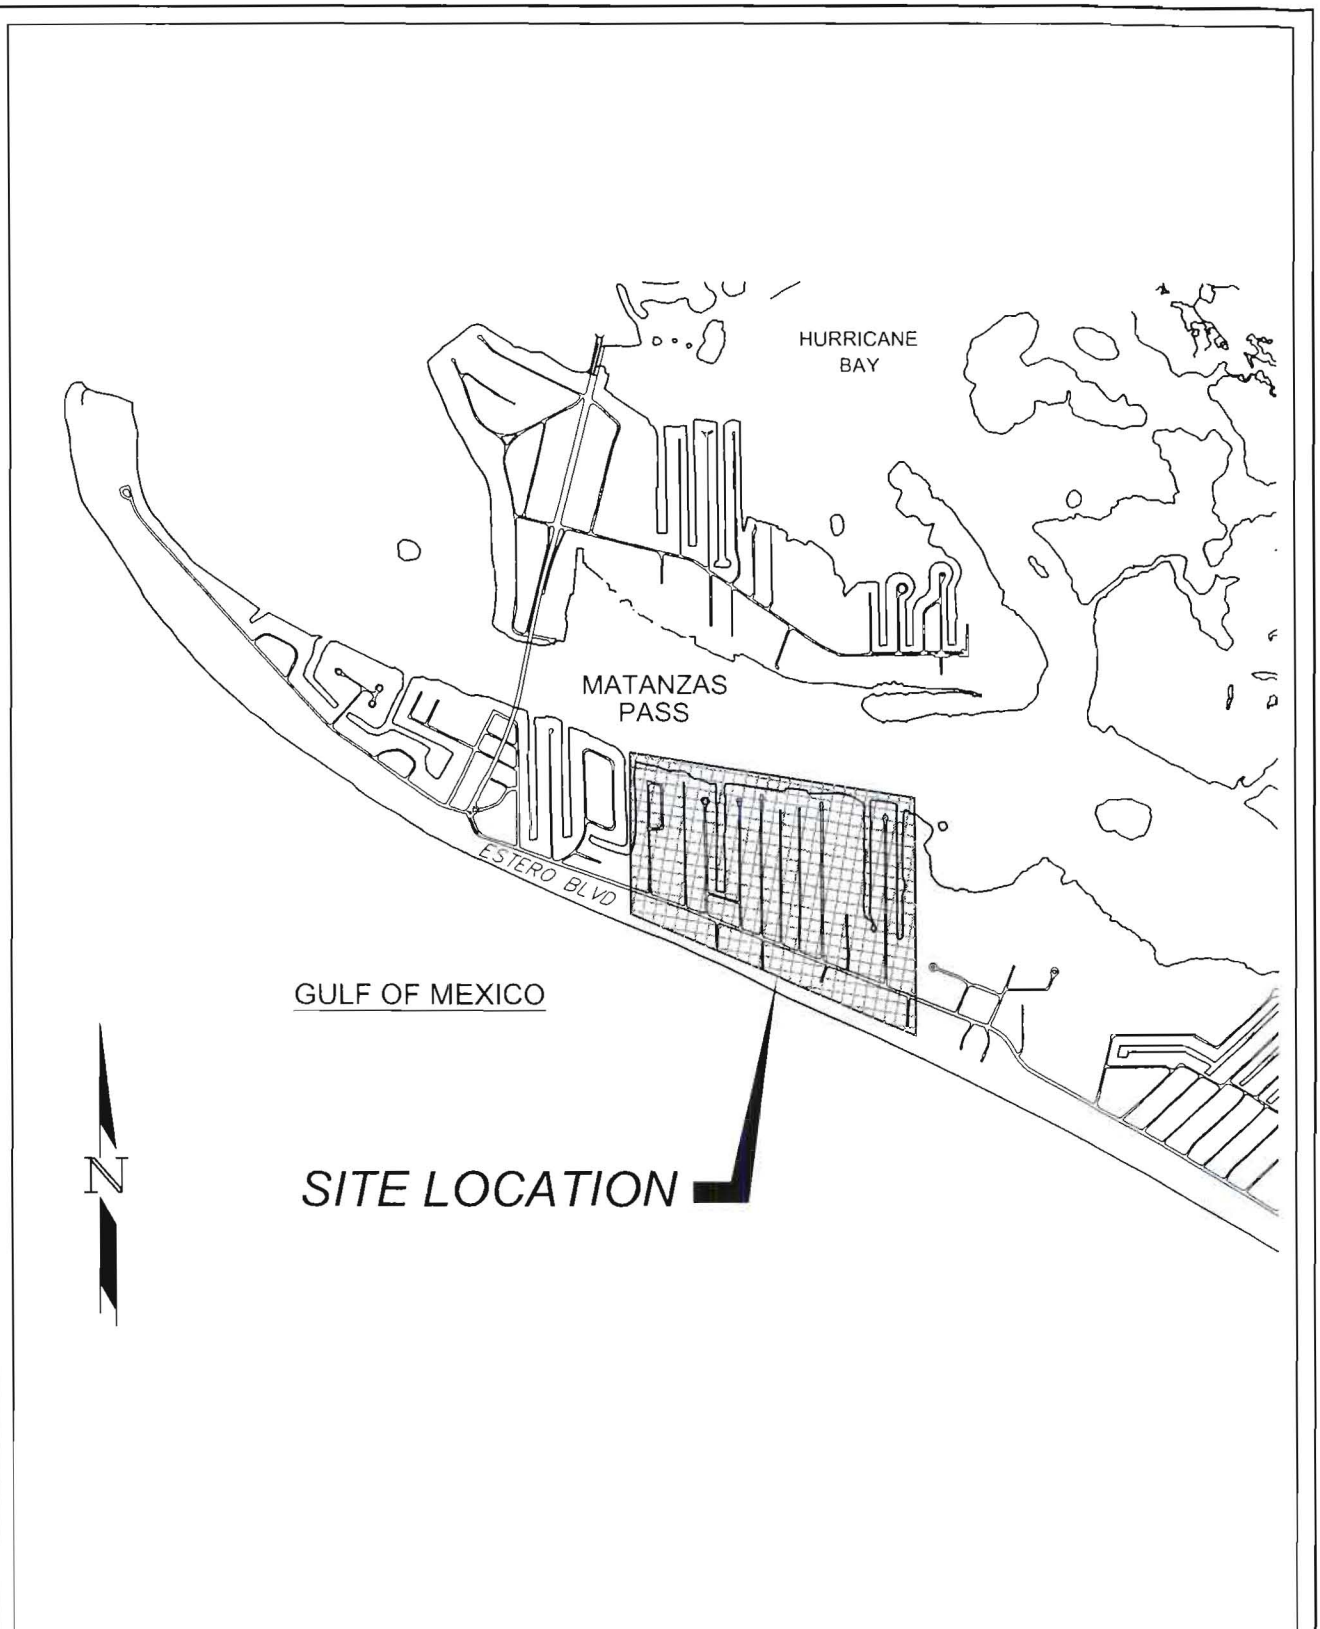 HURRICANE
BAY
MATANZAS
PASS
ESTERO BLVD
GULF OF MEXICO
N
SITE LOCATION